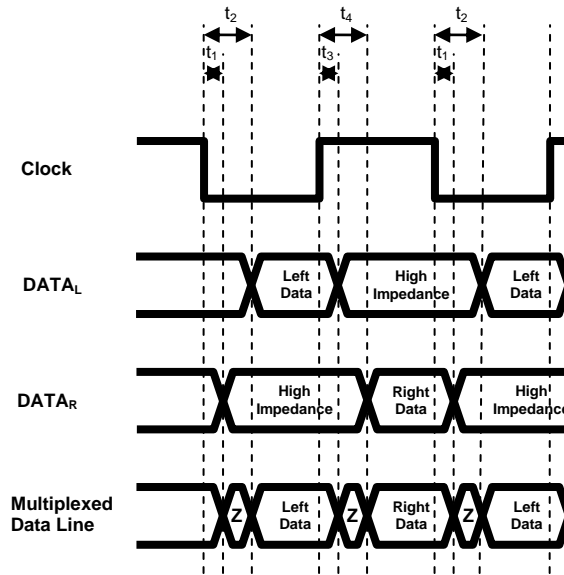 t2 t4 t2
t1 t3 t1
Clock
DATAL
Left Data
High Impedance
Left Data
DATAR
High Impedance
Right Data
High Impedance
Multiplexed Data Line
Z
Left Data
Z
Right Data
Z
Left Data